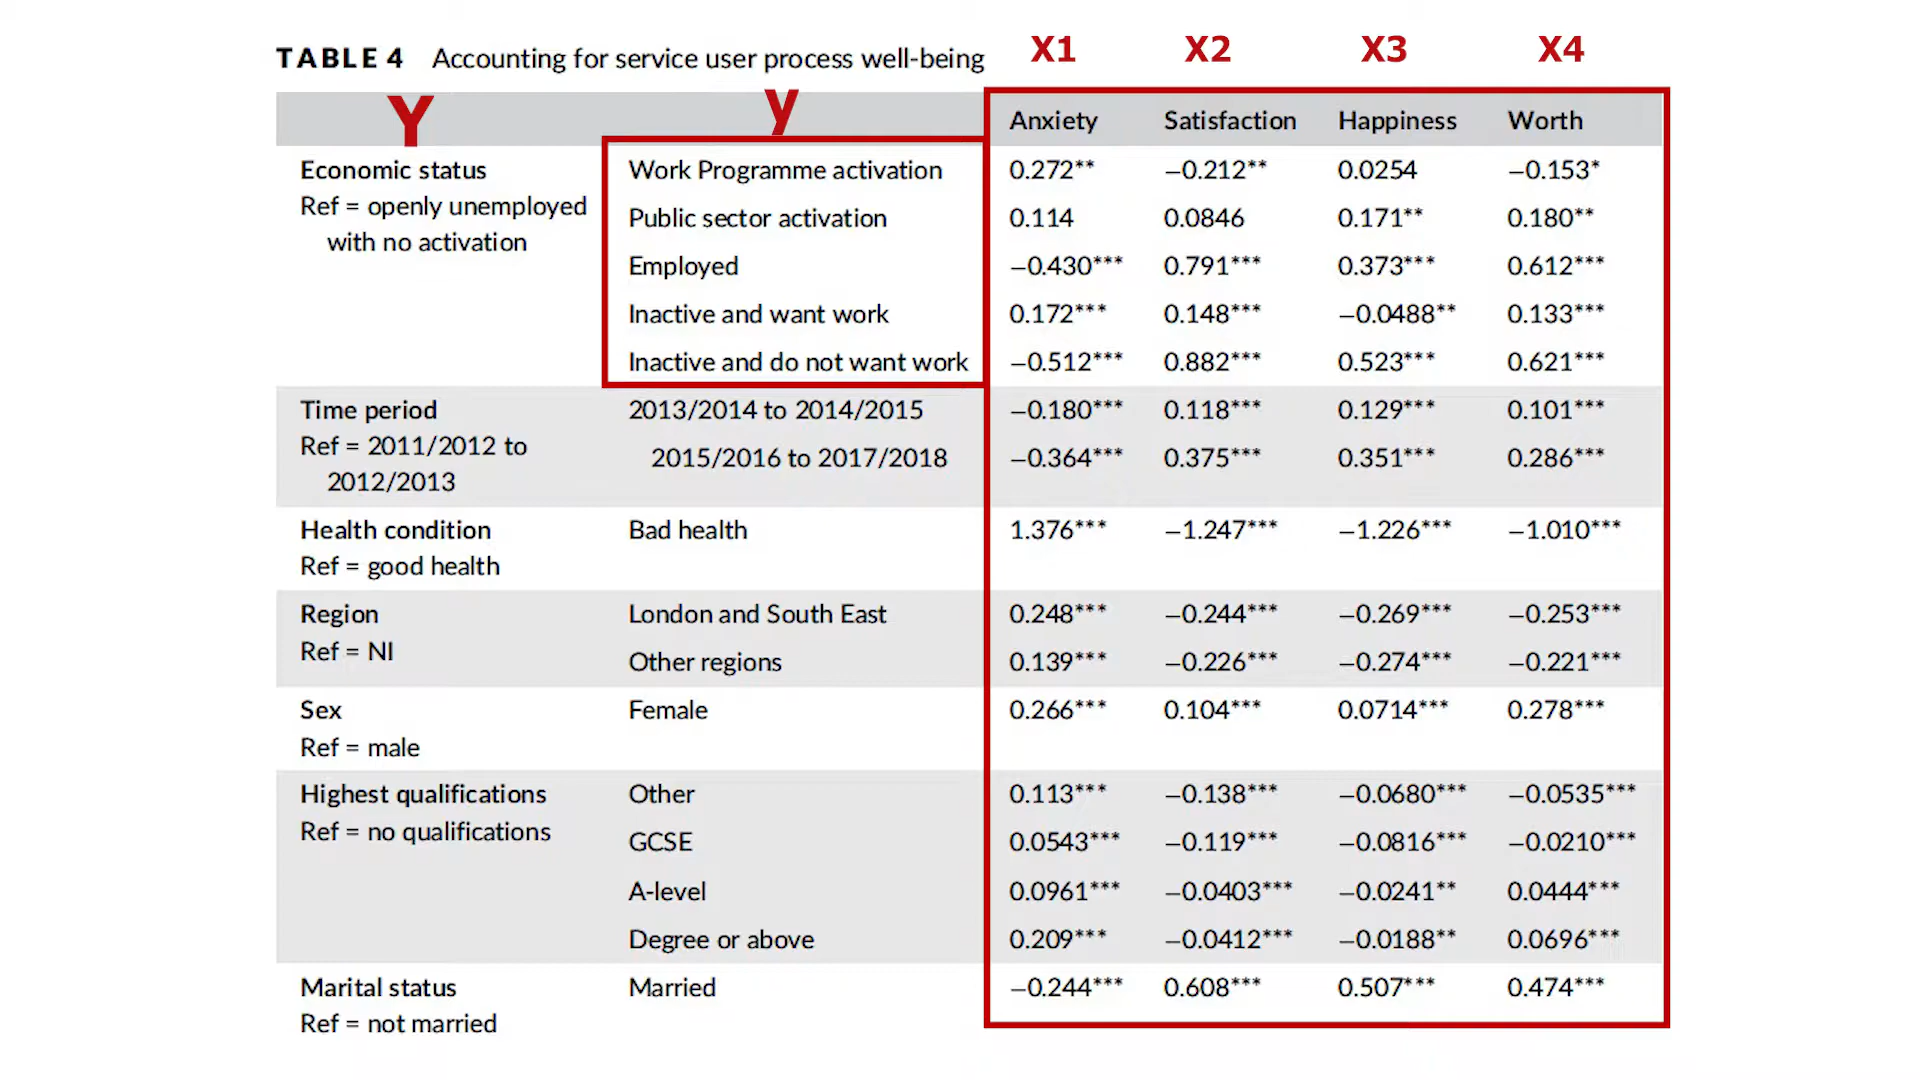 TABLE 4 Accounting for service user process well-being X1 X2 X3 X4
Y y
Anxiety Satisfaction Happiness Worth
Economic status Work Programme activation 0.272** −0.212** 0.0254 −0.153*
Ref = openly unemployed
with no activation
Public sector activation 0.114 0.0846 0.171** 0.180**
Employed −0.430*** 0.791*** 0.373*** 0.612***
Inactive and want work 0.172*** 0.148*** −0.0488** 0.133***
Inactive and do not want work −0.512*** 0.882*** 0.523*** 0.621***
Time period 2013/2014 to 2014/2015 −0.180*** 0.118*** 0.129*** 0.101***
Ref = 2011/2012 to
2012/2013
2015/2016 to 2017/2018 −0.364*** 0.375*** 0.351*** 0.286***
Health condition Bad health 1.376*** −1.247*** −1.226*** −1.010***
Ref = good health
Region London and South East 0.248*** −0.244*** −0.269*** −0.253***
Ref = NI Other regions 0.139*** −0.226*** −0.274*** −0.221***
Sex Female 0.266*** 0.104*** 0.0714*** 0.278***
Ref = male
Highest qualifications Other 0.113*** −0.138*** −0.0680*** −0.0535***
Ref = no qualifications GCSE 0.0543*** −0.119*** −0.0816*** −0.0210***
A-level 0.0961*** −0.0403*** −0.0241** 0.0444***
Degree or above 0.209*** −0.0412*** −0.0188** 0.0696***
Marital status Married −0.244*** 0.608*** 0.507*** 0.474***
Ref = not married